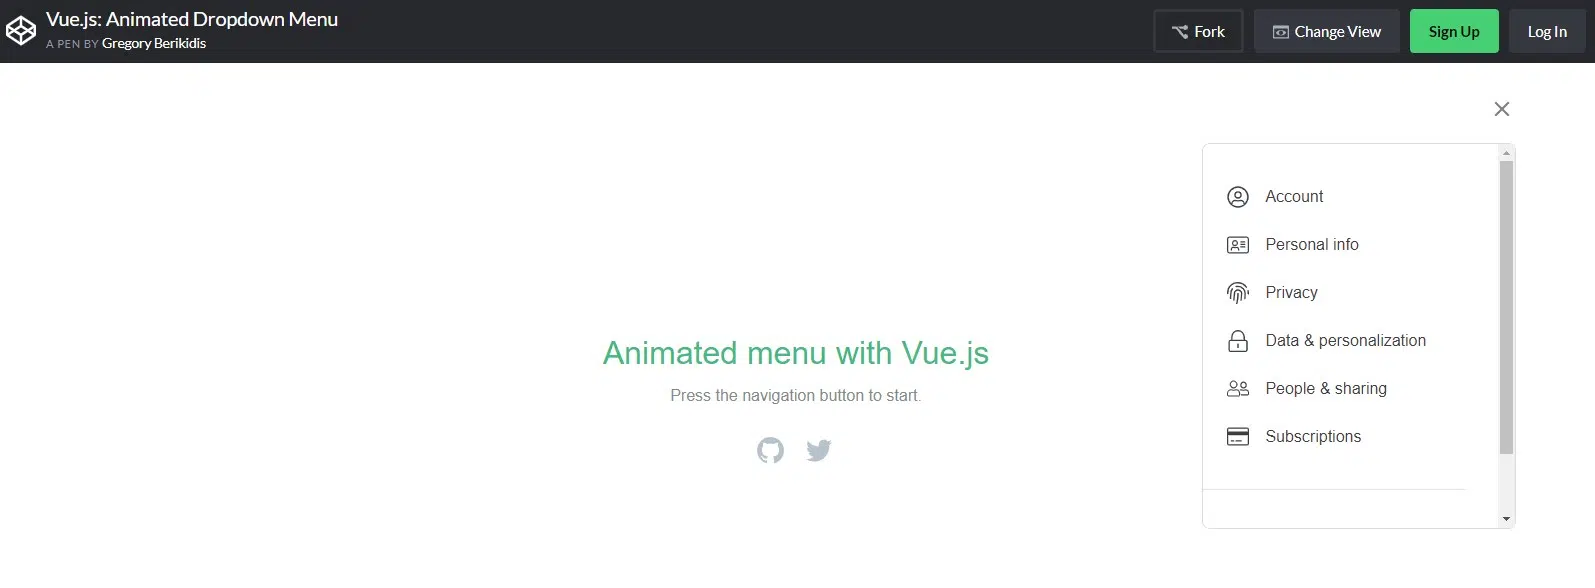 Vue.js: Animated Dropdown Menu
A PEN BY Gregory Berikidis
Fork
Change View
Sign Up
Log In
Account
Personal info
Privacy
Data & personalization
People & sharing
Subscriptions
Animated menu with Vue.js
Press the navigation button to start.